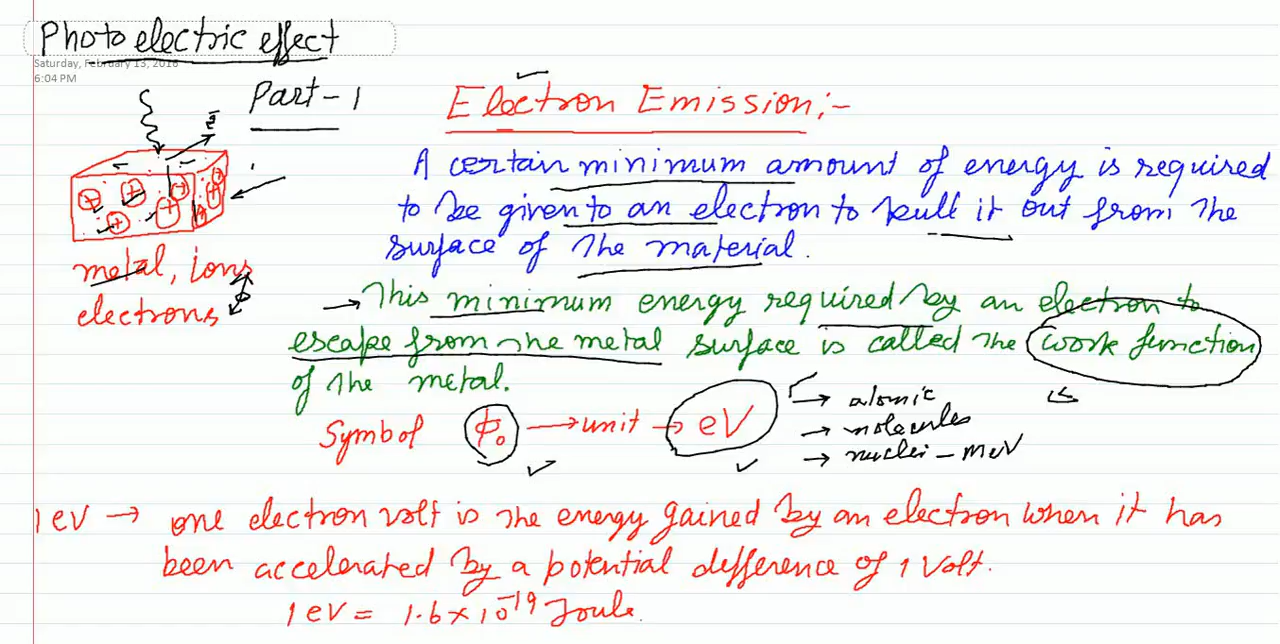 Photoelectric effect
Saturday, February 13, 2016
6:04 PM
Part-1
Electron Emission:-
e
A certain minimum amount of energy is required
to be given to an electron to pull it out from the
surface of the material.
metal, ions
electrons
→ This minimum energy required by an electron to
escape from the metal surface is called the work function
of the metal.
Symbol ϕ₀ → unit → eV
→ atomic
→ molecules
→ nuclei - MeV
1 eV → one electron volt is the energy gained by an electron when it has
been accelerated by a potential difference of 1 Volt.
1 eV = 1.6 × 10⁻¹⁹ Joule.